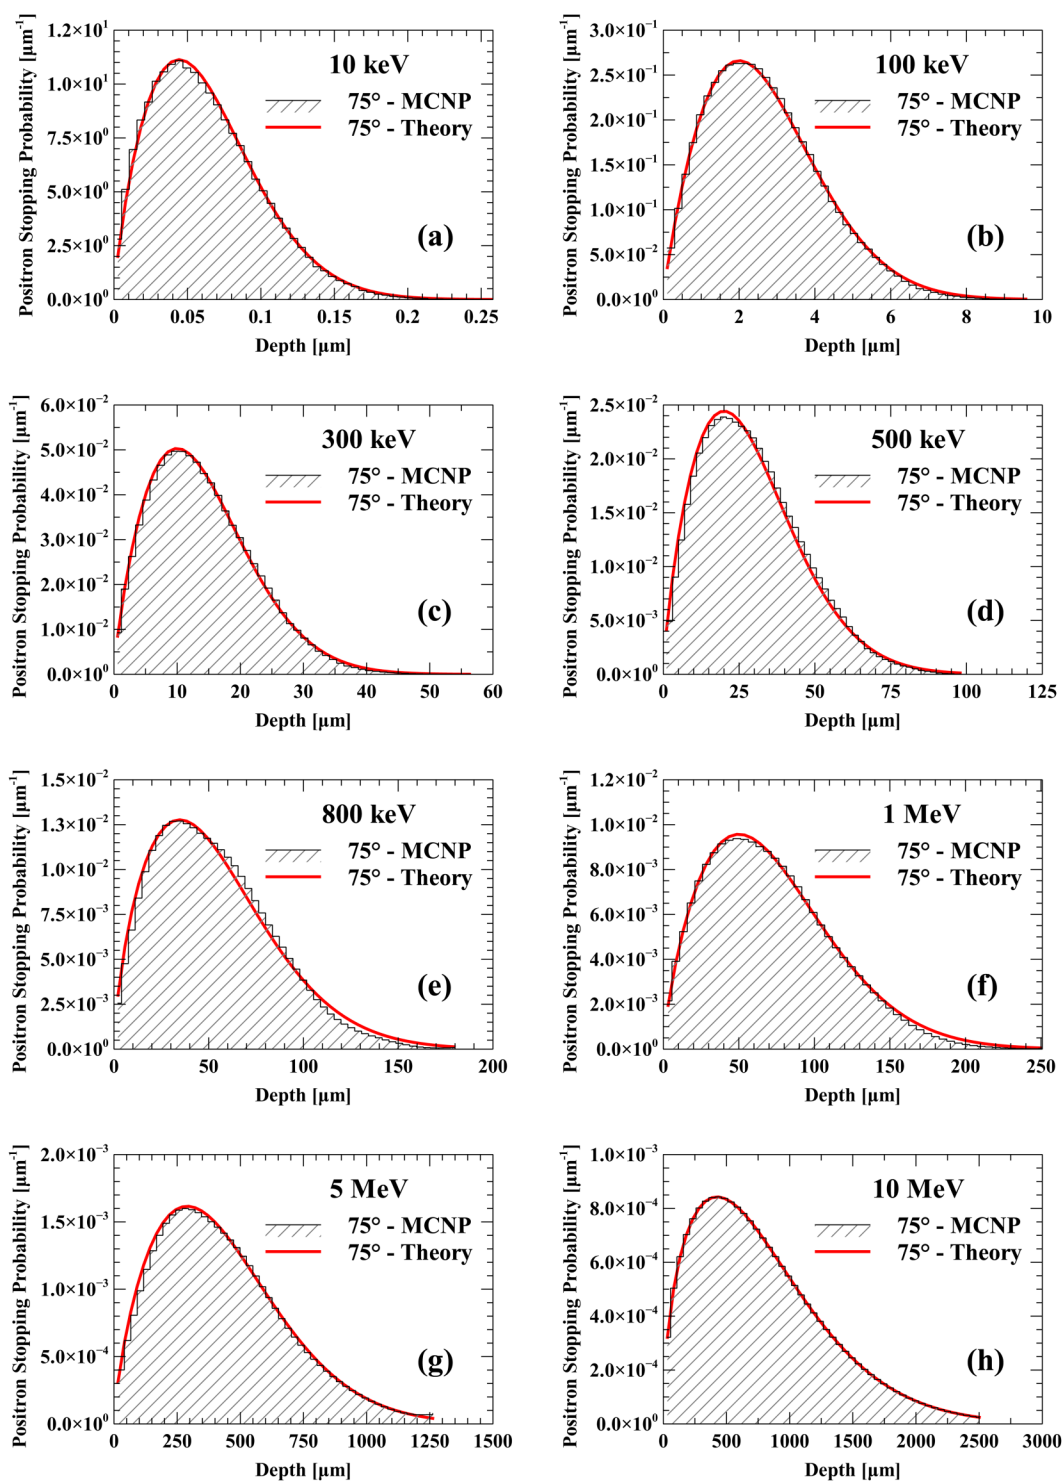 Positron Stopping Probability [μm⁻¹]
1.2×10¹
1.0×10¹
7.5×10⁰
5.0×10⁰
2.5×10⁰
0.0×10⁰
10 keV
75° - MCNP
75° - Theory
(a)
0 0.05 0.1 0.15 0.2 0.25
Depth [μm]
Positron Stopping Probability [μm⁻¹]
3.0×10⁻¹
2.5×10⁻¹
2.0×10⁻¹
1.5×10⁻¹
1.0×10⁻¹
5.0×10⁻²
0.0×10⁰
100 keV
75° - MCNP
75° - Theory
(b)
0 2 4 6 8 10
Depth [μm]
Positron Stopping Probability [μm⁻¹]
6.0×10⁻²
5.0×10⁻²
4.0×10⁻²
3.0×10⁻²
2.0×10⁻²
1.0×10⁻²
0.0×10⁰
300 keV
75° - MCNP
75° - Theory
(c)
0 10 20 30 40 50 60
Depth [μm]
Positron Stopping Probability [μm⁻¹]
2.5×10⁻²
2.0×10⁻²
1.5×10⁻²
1.0×10⁻²
5.0×10⁻³
0.0×10⁰
500 keV
75° - MCNP
75° - Theory
(d)
0 25 50 75 100 125
Depth [μm]
Positron Stopping Probability [μm⁻¹]
1.5×10⁻²
1.3×10⁻²
1.0×10⁻²
7.5×10⁻³
5.0×10⁻³
2.5×10⁻³
0.0×10⁰
800 keV
75° - MCNP
75° - Theory
(e)
0 50 100 150 200
Depth [μm]
Positron Stopping Probability [μm⁻¹]
1.2×10⁻²
1.0×10⁻²
8.0×10⁻³
6.0×10⁻³
4.0×10⁻³
2.0×10⁻³
0.0×10⁰
1 MeV
75° - MCNP
75° - Theory
(f)
0 50 100 150 200 250
Depth [μm]
Positron Stopping Probability [μm⁻¹]
2.0×10⁻³
1.5×10⁻³
1.0×10⁻³
5.0×10⁻⁴
0.0×10⁰
5 MeV
75° - MCNP
75° - Theory
(g)
0 250 500 750 1000 1250 1500
Depth [μm]
Positron Stopping Probability [μm⁻¹]
1.0×10⁻³
8.0×10⁻⁴
6.0×10⁻⁴
4.0×10⁻⁴
2.0×10⁻⁴
0.0×10⁰
10 MeV
75° - MCNP
75° - Theory
(h)
0 500 1000 1500 2000 2500 3000
Depth [μm]